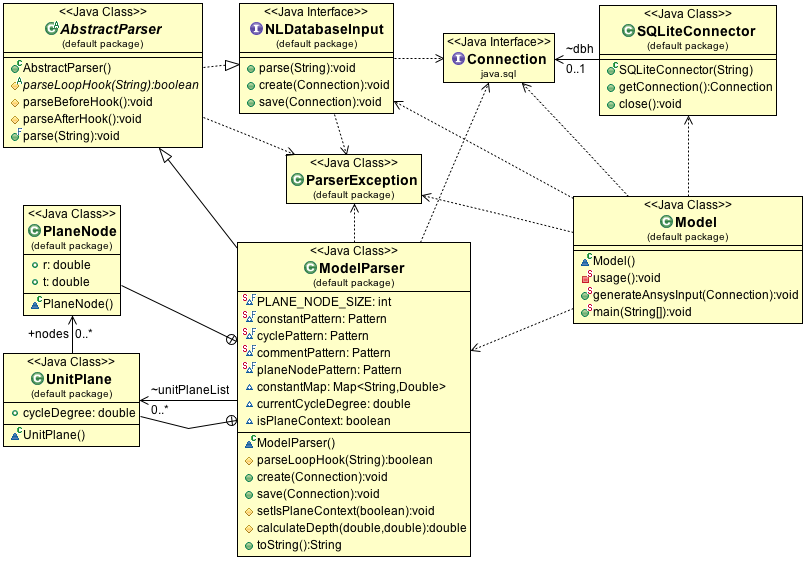 <<Java Class>>
AbstractParser
(default package)
AbstractParser()
parseLoopHook(String):boolean
parseBeforeHook():void
parseAfterHook():void
parse(String):void
<<Java Interface>>
NLDatabaseInput
(default package)
parse(String):void
create(Connection):void
save(Connection):void
<<Java Interface>>
Connection
java.sql
~dbh
0..1
<<Java Class>>
SQLiteConnector
(default package)
SQLiteConnector(String)
getConnection():Connection
close():void
<<Java Class>>
ParserException
(default package)
<<Java Class>>
Model
(default package)
Model()
usage():void
generateAnsysInput(Connection):void
main(String[]):void
<<Java Class>>
PlaneNode
(default package)
r: double
t: double
PlaneNode()
+nodes
0..*
<<Java Class>>
UnitPlane
(default package)
cycleDegree: double
UnitPlane()
~unitPlaneList
0..*
<<Java Class>>
ModelParser
(default package)
PLANE_NODE_SIZE: int
constantPattern: Pattern
cyclePattern: Pattern
commentPattern: Pattern
planeNodePattern: Pattern
constantMap: Map<String,Double>
currentCycleDegree: double
isPlaneContext: boolean
ModelParser()
parseLoopHook(String):boolean
create(Connection):void
save(Connection):void
setIsPlaneContext(boolean):void
calculateDepth(double,double):double
toString():String